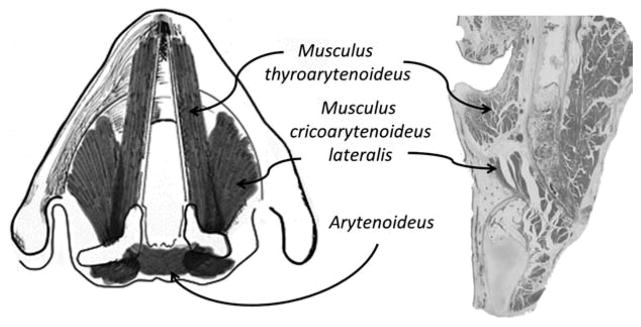 Musculus
thyroarytenoideus
Musculus
cricoarytenoideus
lateralis
Arytenoideus